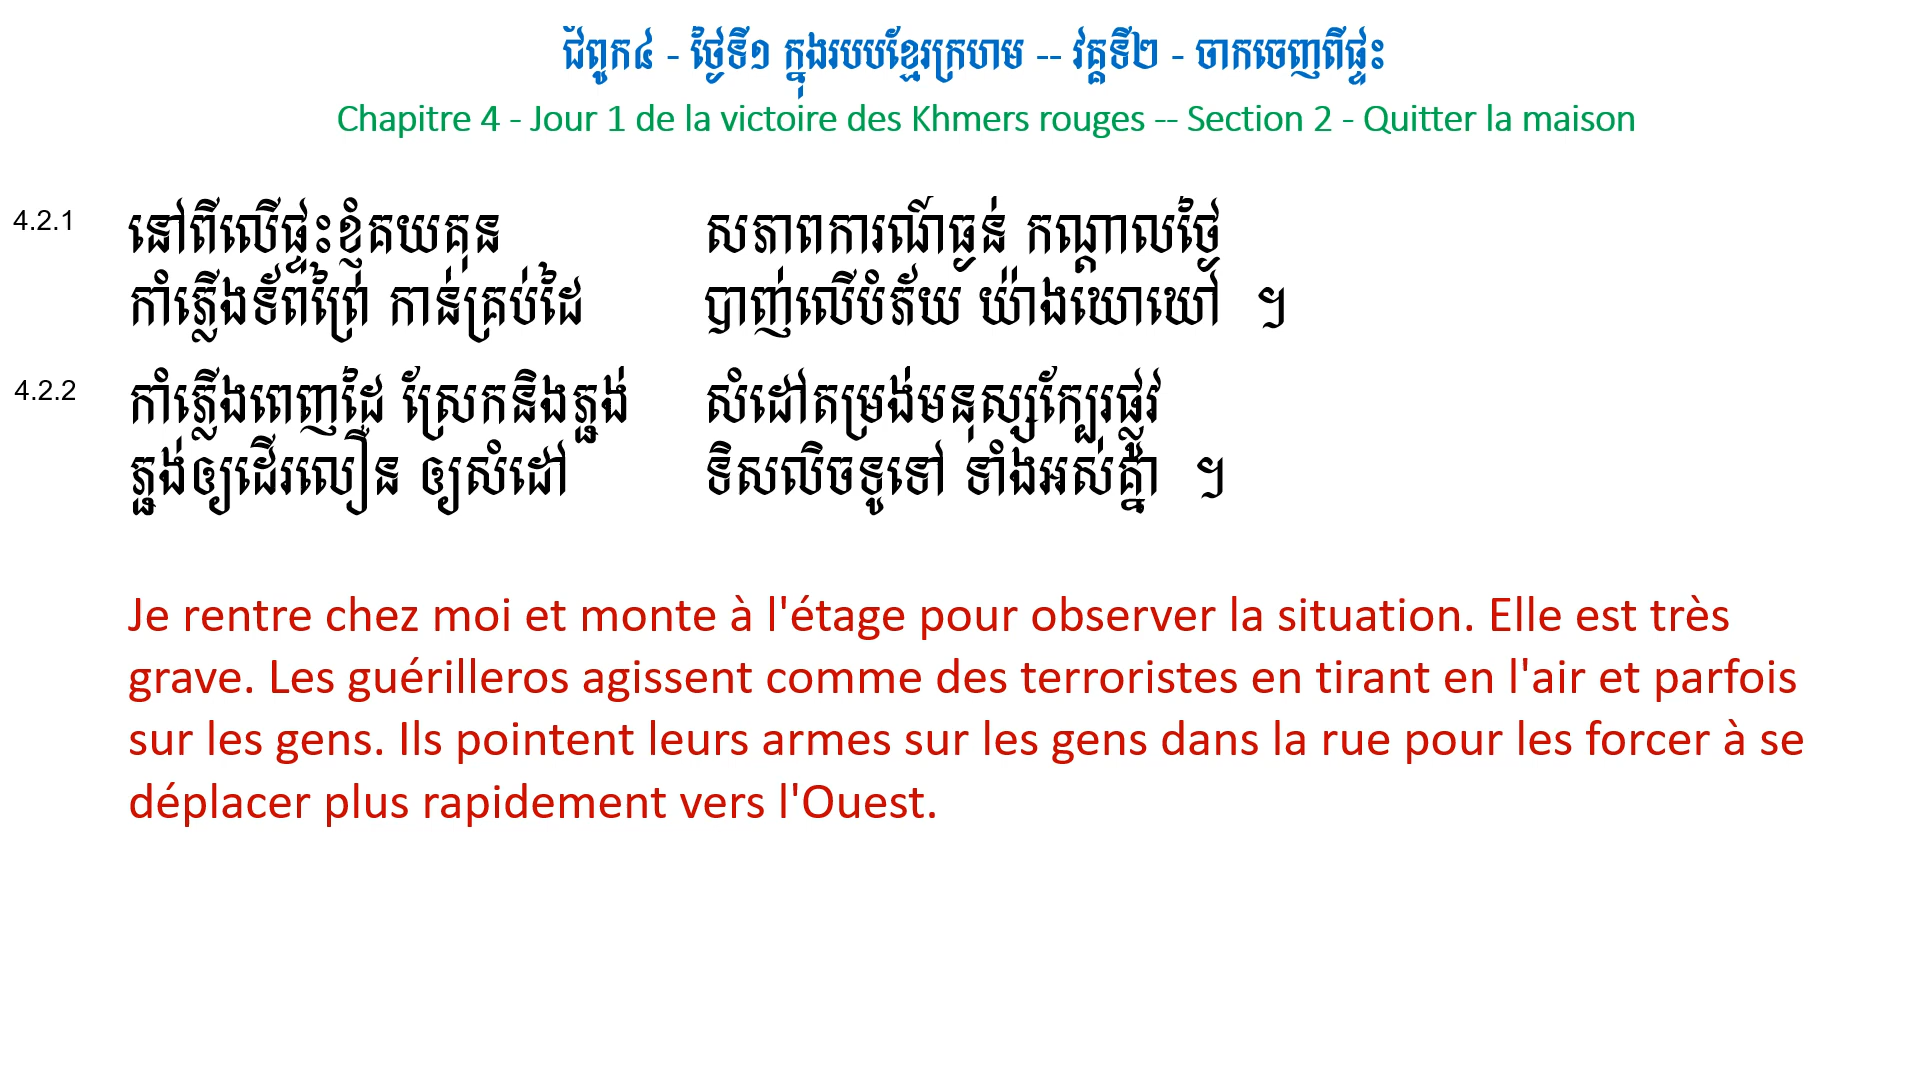 ជំពូក៤ - ថ្ងៃទី១ ក្នុងរបបខ្មែរក្រហម -- វគ្គទី២ - ចាកចេញពីផ្ទះ
Chapitre 4 - Jour 1 de la victoire des Khmers rouges -- Section 2 - Quitter la maison
4.2.1 នៅពីលើផ្ទះខ្ញុំគយគុន សភាពការណ៍ធ្ងន់ កណ្ដាលថ្ងៃ
កាំភ្លើងទ័ពព្រៃ កាន់គ្រប់ដៃ បាញ់លើបំភ័យ យ៉ាងឃោឃៅ ។
4.2.2 កាំភ្លើងពេញដៃ ស្រែកនិងភ្ជង់ សំដៅតម្រង់មនុស្សក្បែរផ្លូវ
ភ្ជង់ឲ្យដើរលឿន ឲ្យសំដៅ ទិសលិចទូទៅ ទាំងអស់គ្នា ។
Je rentre chez moi et monte à l'étage pour observer la situation. Elle est très
grave. Les guérilleros agissent comme des terroristes en tirant en l'air et parfois
sur les gens. Ils pointent leurs armes sur les gens dans la rue pour les forcer à se
déplacer plus rapidement vers l'Ouest.